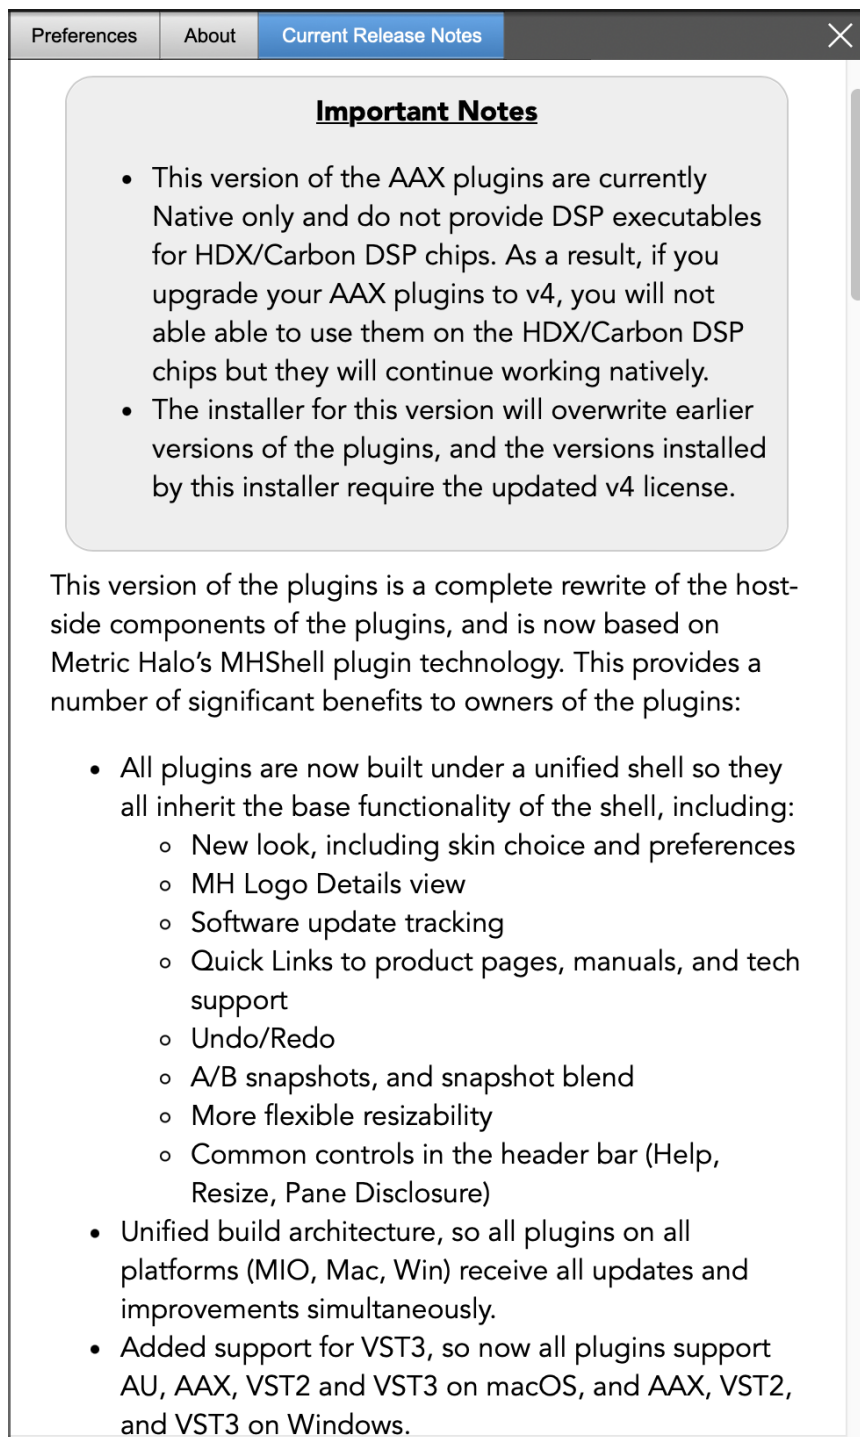 Preferences About Current Release Notes
Important Notes
• This version of the AAX plugins are currently
Native only and do not provide DSP executables
for HDX/Carbon DSP chips. As a result, if you
upgrade your AAX plugins to v4, you will not
able able to use them on the HDX/Carbon DSP
chips but they will continue working natively.
• The installer for this version will overwrite earlier
versions of the plugins, and the versions installed
by this installer require the updated v4 license.
This version of the plugins is a complete rewrite of the host-
side components of the plugins, and is now based on
Metric Halo’s MHShell plugin technology. This provides a
number of significant benefits to owners of the plugins:
• All plugins are now built under a unified shell so they
all inherit the base functionality of the shell, including:
◦ New look, including skin choice and preferences
◦ MH Logo Details view
◦ Software update tracking
◦ Quick Links to product pages, manuals, and tech
support
◦ Undo/Redo
◦ A/B snapshots, and snapshot blend
◦ More flexible resizability
◦ Common controls in the header bar (Help,
Resize, Pane Disclosure)
• Unified build architecture, so all plugins on all
platforms (MIO, Mac, Win) receive all updates and
improvements simultaneously.
• Added support for VST3, so now all plugins support
AU, AAX, VST2 and VST3 on macOS, and AAX, VST2,
and VST3 on Windows.